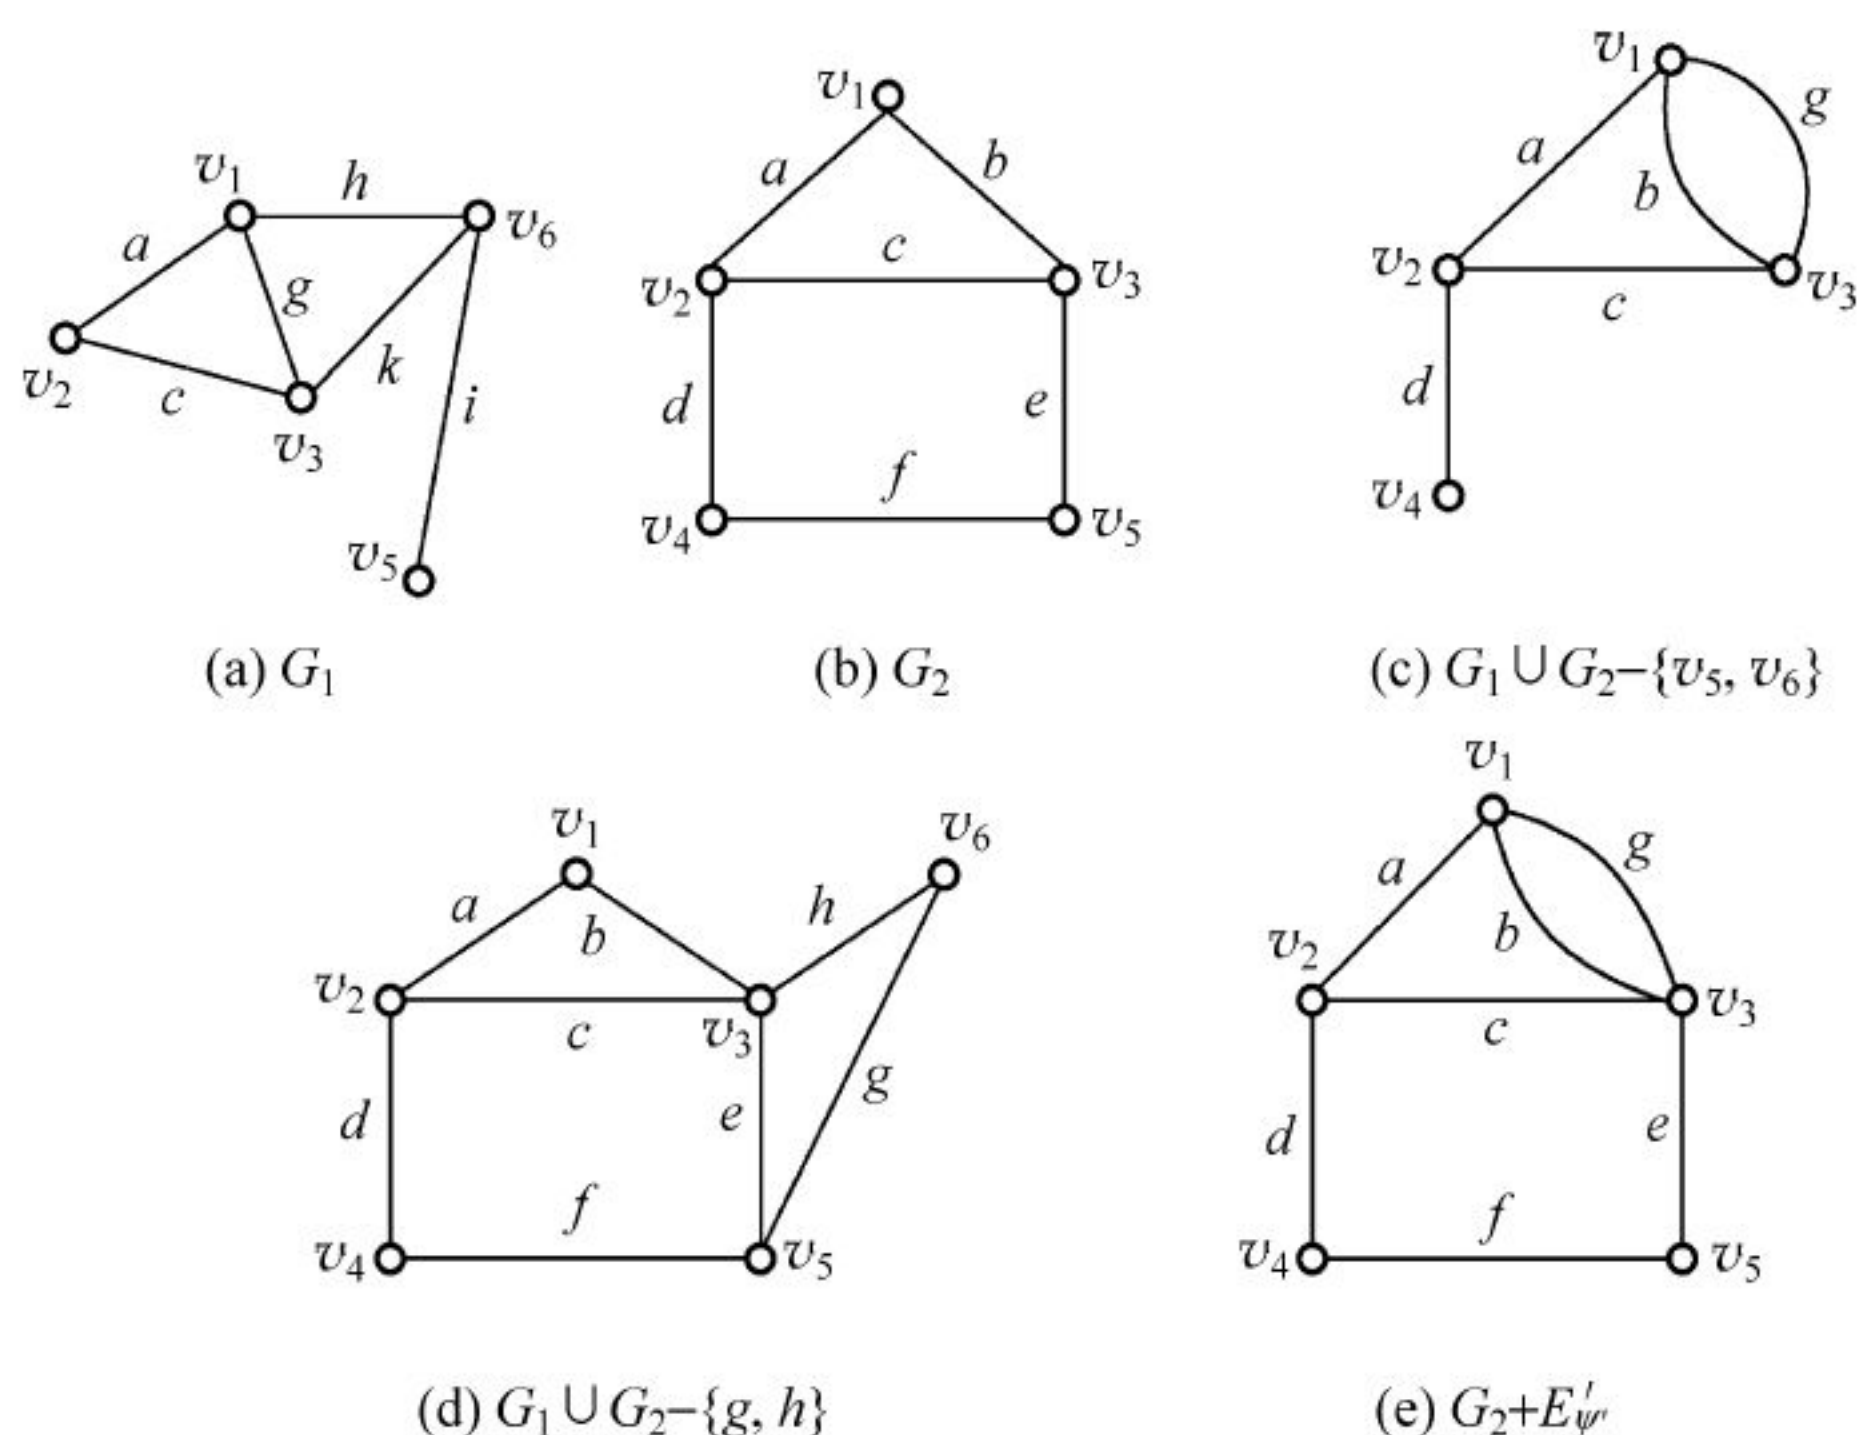 v₁ h v₆
a g k i
v₂ c v₃
v₅
(a) G₁
v₁
a b
v₂ c v₃
d e
f
v₄ v₅
(b) G₂
v₁ g
a b
v₂ c v₃
d
v₄
(c) G₁∪G₂−{v₅, v₆}
v₁ v₆
a b h
v₂ c v₃
d e g
f
v₄ v₅
(d) G₁∪G₂−{g, h}
v₁
a b g
v₂ c v₃
d e
f
v₄ v₅
(e) G₂+E′ψ′